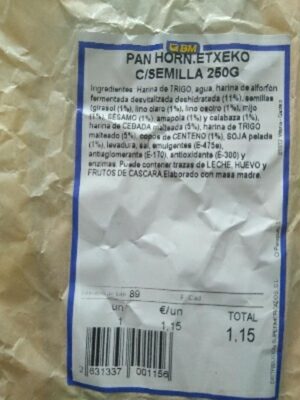 BM
PAN HORN.ETXEKO
C/SEMILLA 250G
Ingredientes: Harina de TRIGO, agua, harina de alforfón
fermentada desvitalizada deshidratada (11%), semillas
(girasol (1%), lino claro (1%), lino oscuro (1%), mijo
(1%), SÉSAMO (1%), amapola (1%) y calabaza (1%),
harina de CEBADA malteada (5%), harina de TRIGO
malteado (5%), copos de CENTENO (1%), SOJA pelada
(1%), levadura, sal, emulgentes (E-475e),
antiaglomerante (E-170), antioxidante (E-300) y
enzimas. Puede contener trazas de LECHE, HUEVO y
FRUTOS DE CASCARA.Elaborado con masa madre.
89
F. Cad
un €/un TOTAL
1 1.15 1.15
2 631337 001156